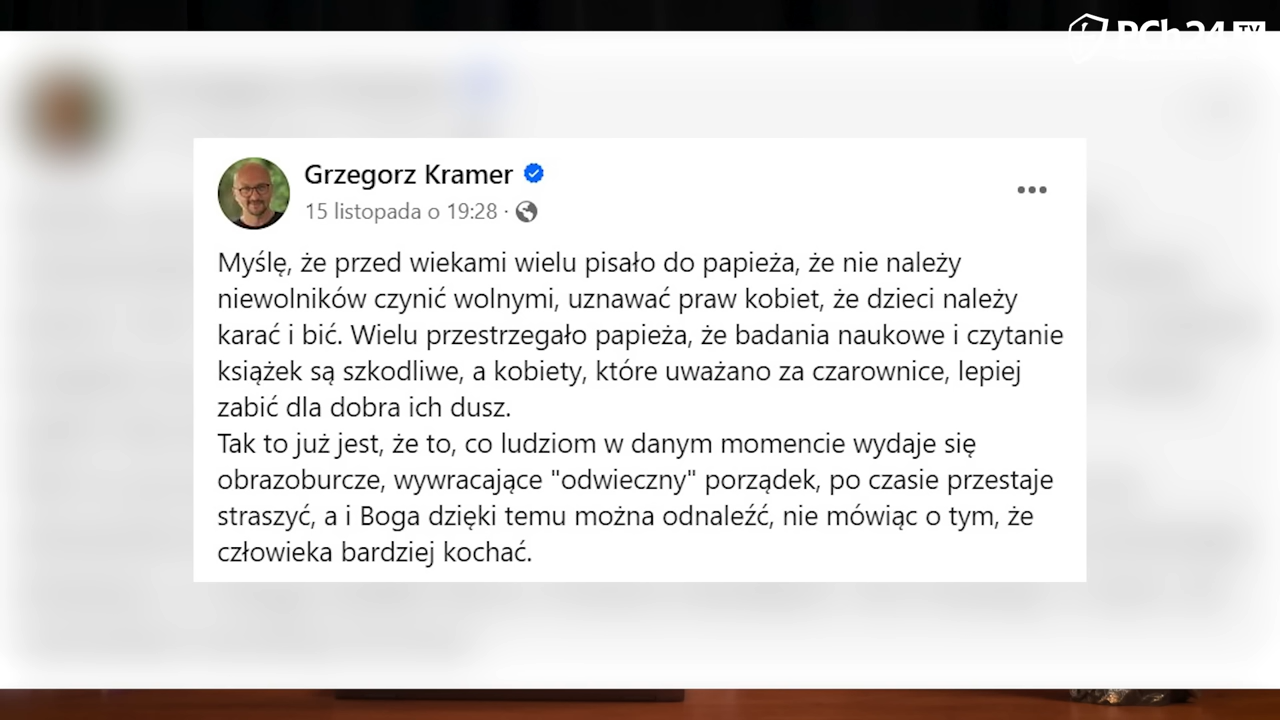 PCh24 TV
Grzegorz Kramer
15 listopada o 19:28 ·
Myślę, że przed wiekami wielu pisało do papieża, że nie należy
niewolników czynić wolnymi, uznawać praw kobiet, że dzieci należy
karać i bić. Wielu przestrzegało papieża, że badania naukowe i czytanie
książek są szkodliwe, a kobiety, które uważano za czarownice, lepiej
zabić dla dobra ich dusz.
Tak to już jest, że to, co ludziom w danym momencie wydaje się
obrazoburcze, wywracające "odwieczny" porządek, po czasie przestaje
straszyć, a i Boga dzięki temu można odnaleźć, nie mówiąc o tym, że
człowieka bardziej kochać.